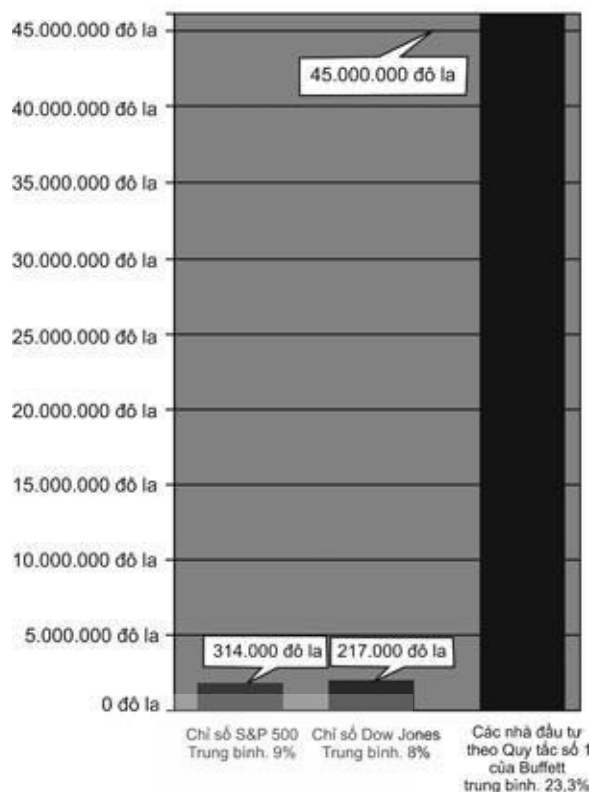 45.000.000 đô la
45.000.000 đô la
40.000.000 đô la
35.000.000 đô la
30.000.000 đô la
25.000.000 đô la
20.000.000 đô la
15.000.000 đô la
10.000.000 đô la
5.000.000 đô la
314.000 đô la
217.000 đô la
0 đô la
Chỉ số S&P 500
Trung bình. 9%
Chỉ số Dow Jones
Trung bình. 8%
Các nhà đầu tư
theo Quy tắc số 1
của Buffett
trung bình. 23,3%